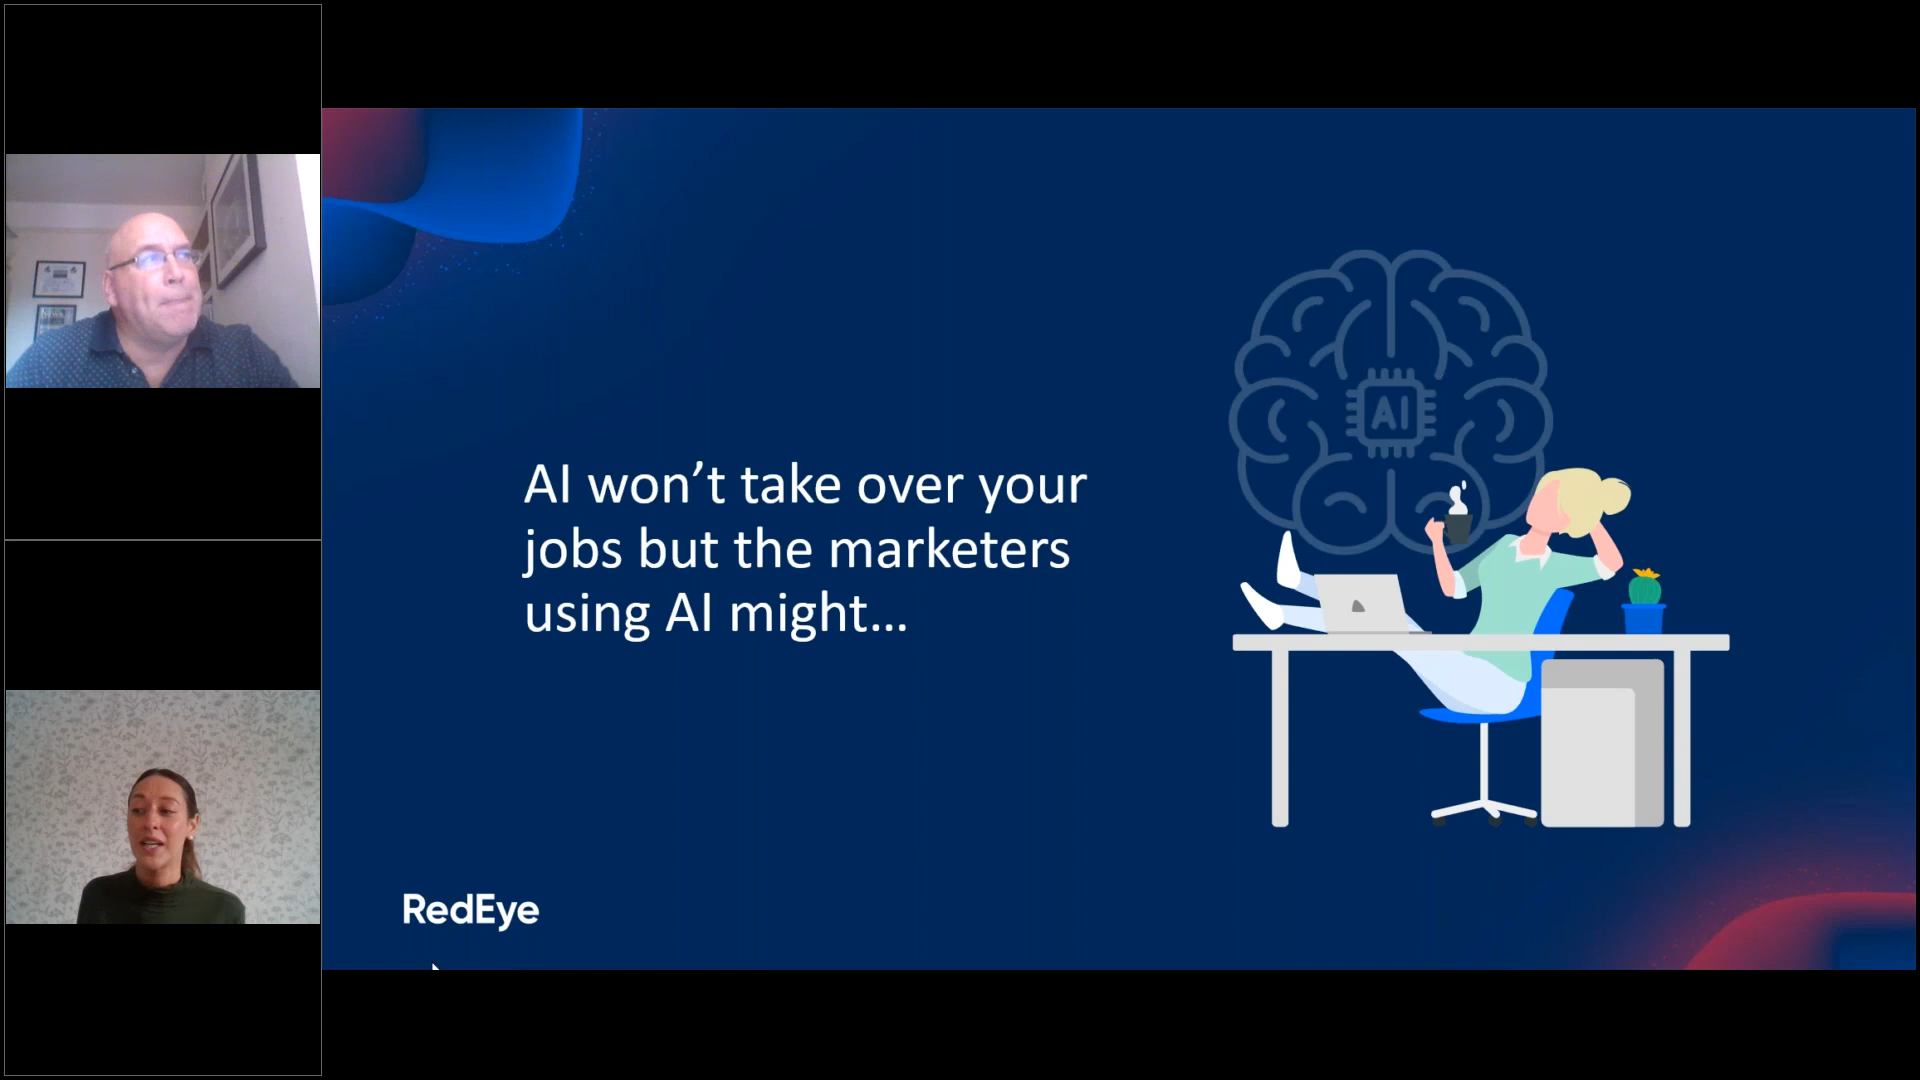 AI won’t take over your
jobs but the marketers
using AI might...
AI
RedEye